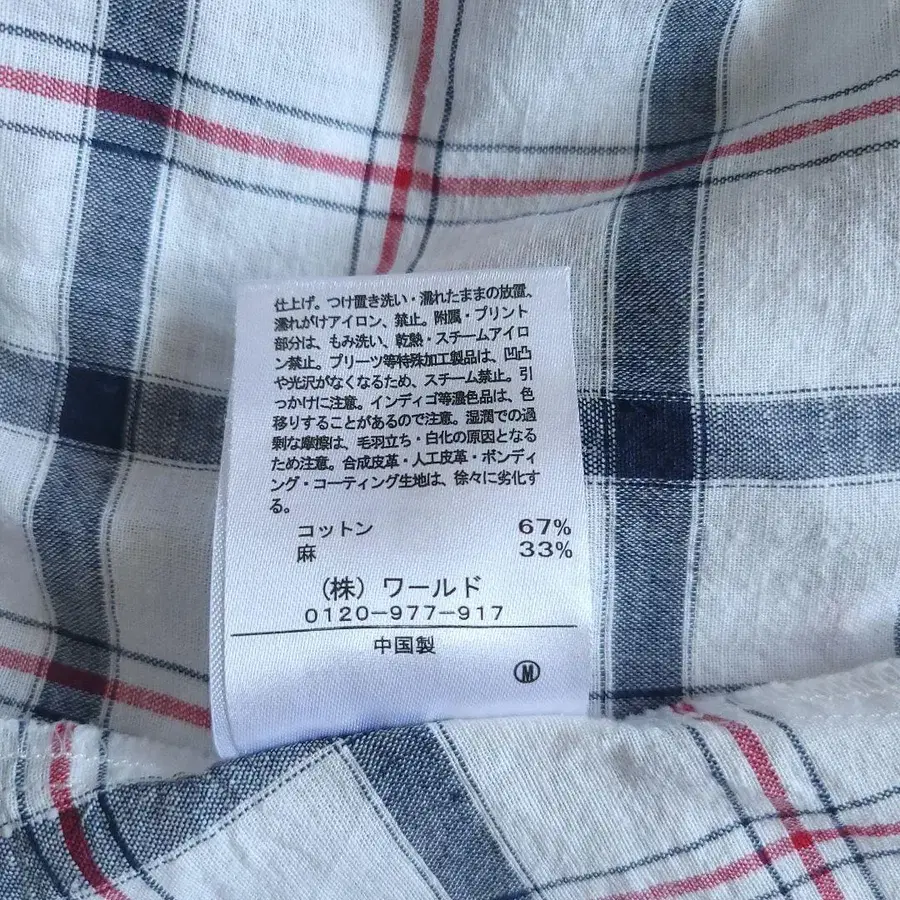 仕上げ。つけ置き洗い・濡れたままの放置、
濡れがけアイロン、禁止。附属・プリント
部分は、もみ洗い、乾熱・スチームアイロ
ン禁止。プリーツ等特殊加工製品は、凹凸
や光沢がなくなるため、スチーム禁止。引
っかけに注意。インディゴ等濃色品は、色
移りすることがあるので注意。湿潤での過
剰な摩擦は、毛羽立ち・白化の原因となる
ため注意。合成皮革・人工皮革・ボンディ
ング・コーティング生地は、徐々に劣化す
る。
コットン 67%
麻 33%
(株) ワールド
0120-977-917
中国製
Ⓜ